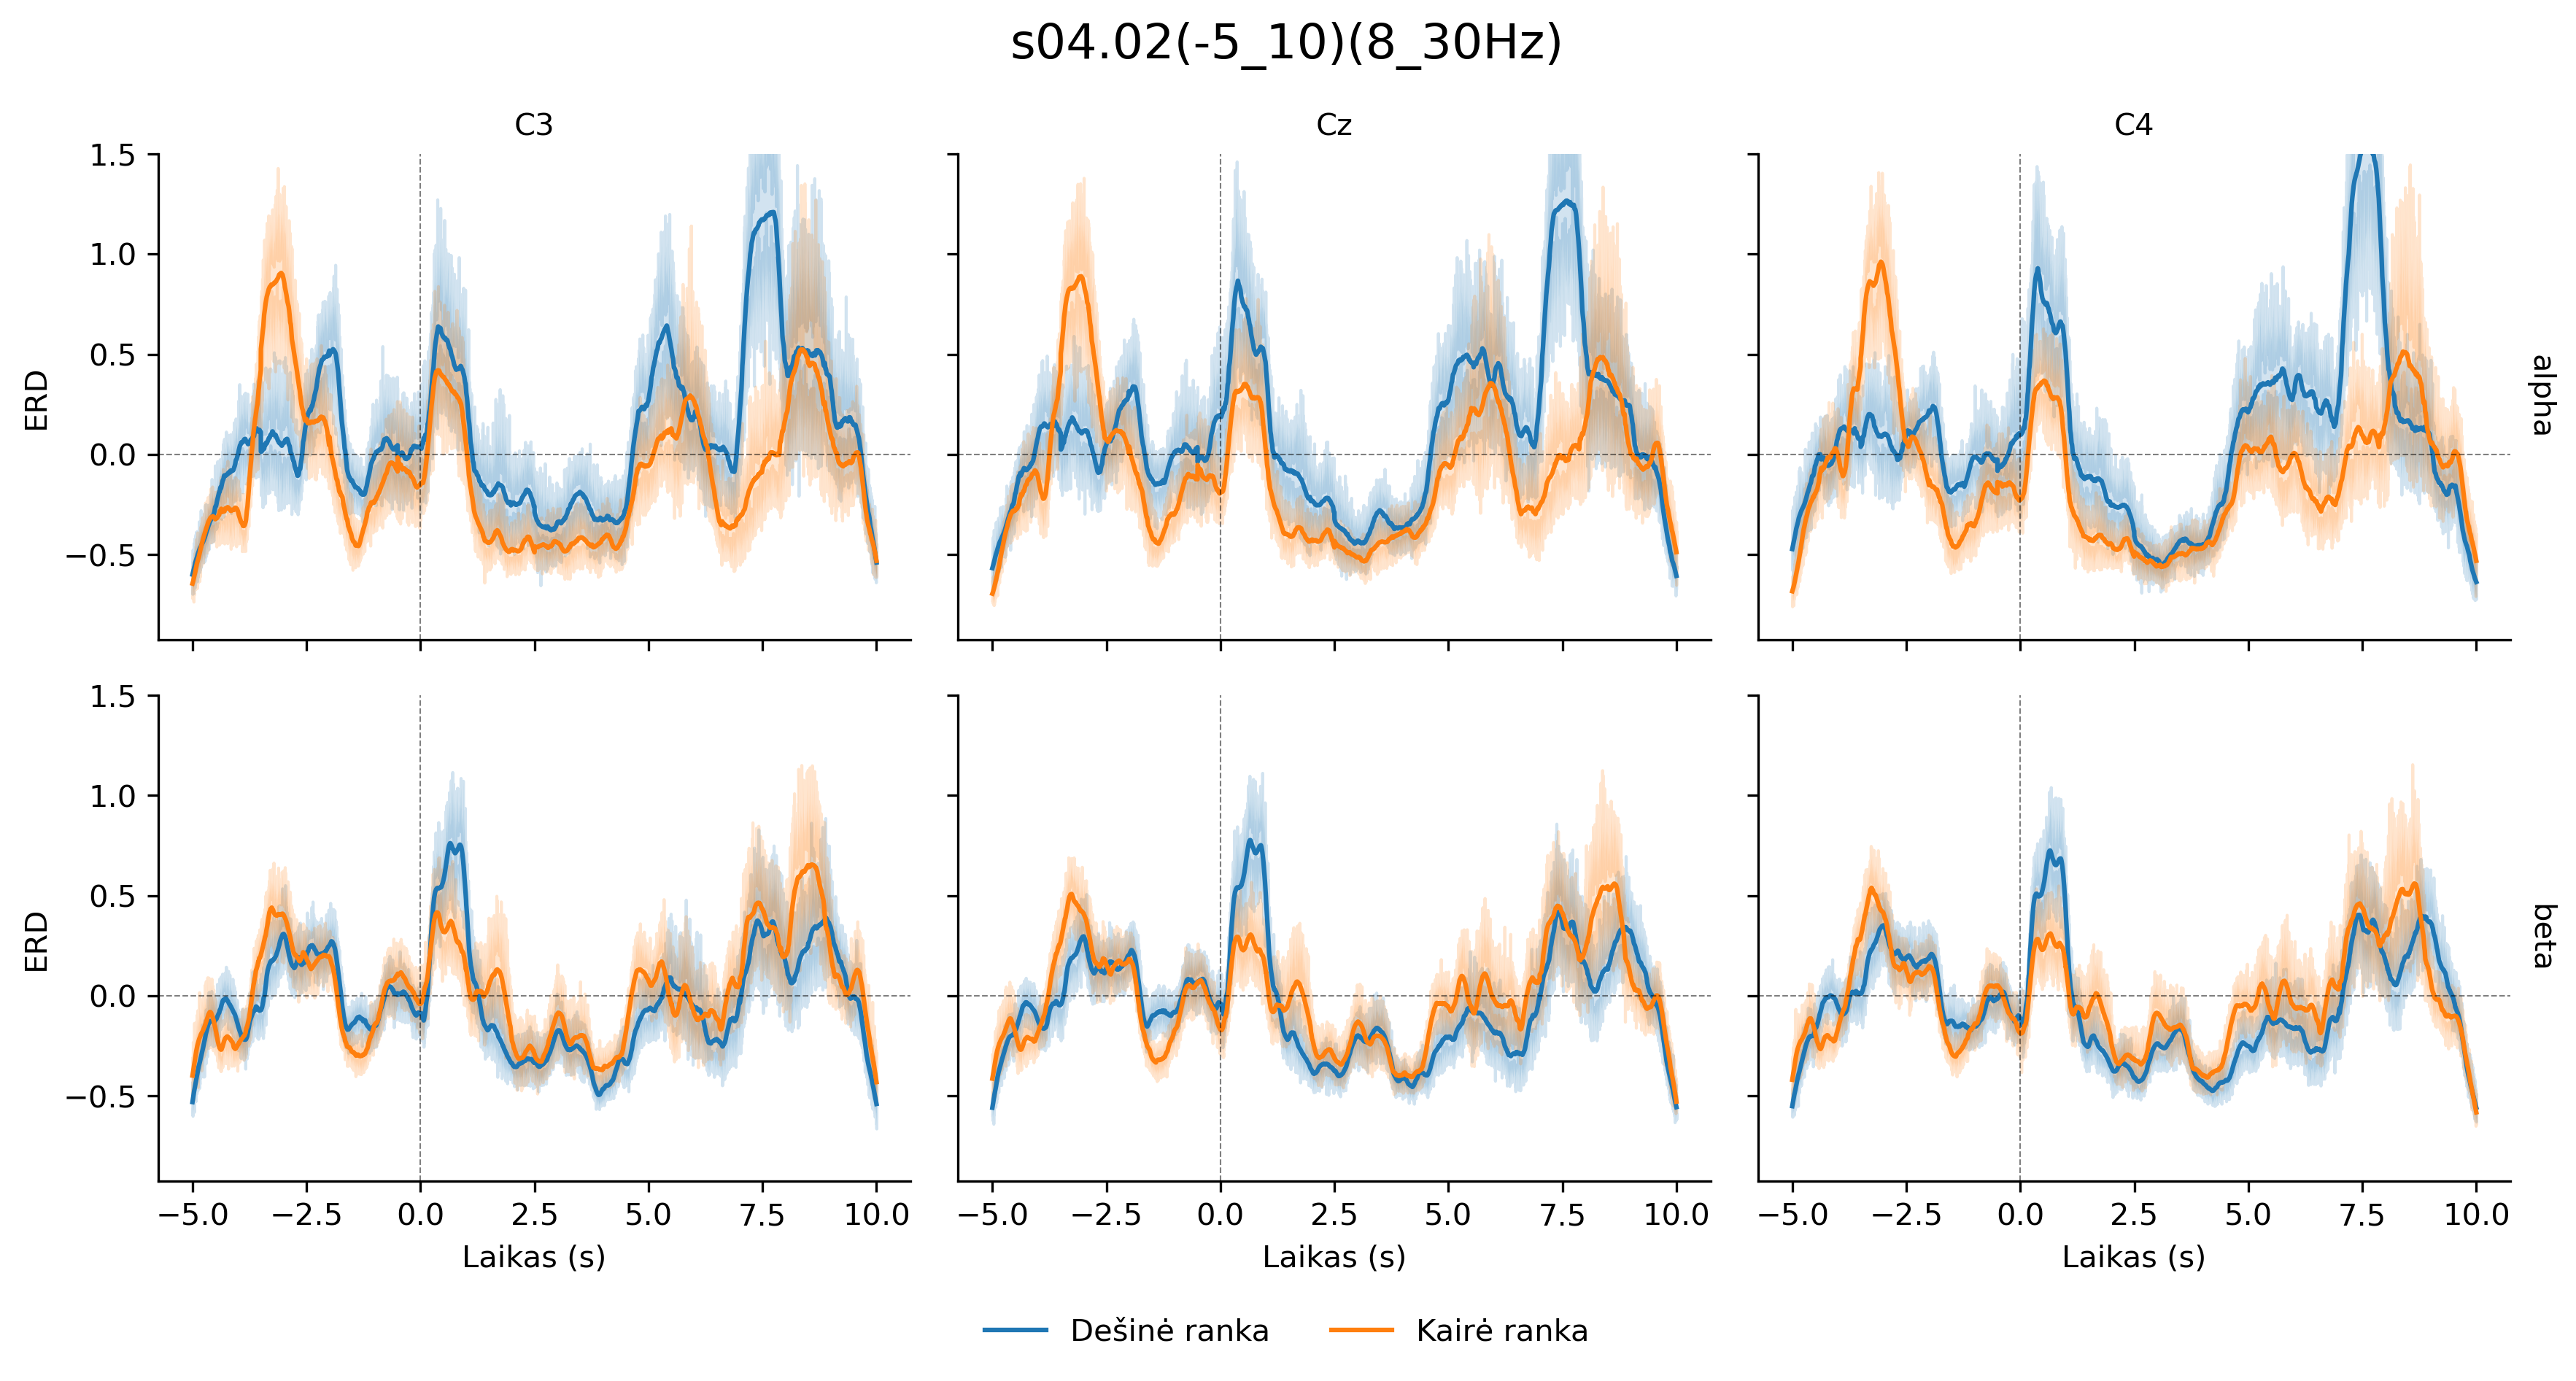 s04.02(-5_10)(8_30Hz)
C3 Cz C4
1.5
1.0
0.5
0.0
−0.5
ERD
alpha
1.5
1.0
0.5
0.0
−0.5
ERD
beta
−5.0 −2.5 0.0 2.5 5.0 7.5 10.0 −5.0 −2.5 0.0 2.5 5.0 7.5 10.0 −5.0 −2.5 0.0 2.5 5.0 7.5 10.0
Laikas (s) Laikas (s) Laikas (s)
Dešinė ranka Kairė ranka